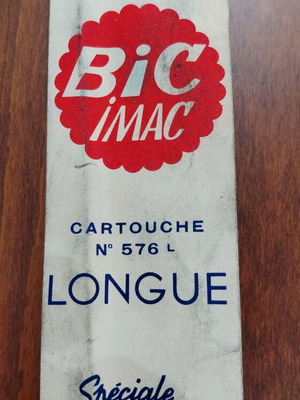 BiC
iMAC
CARTOUCHE
N° 576 L
LONGUE
Spéciale